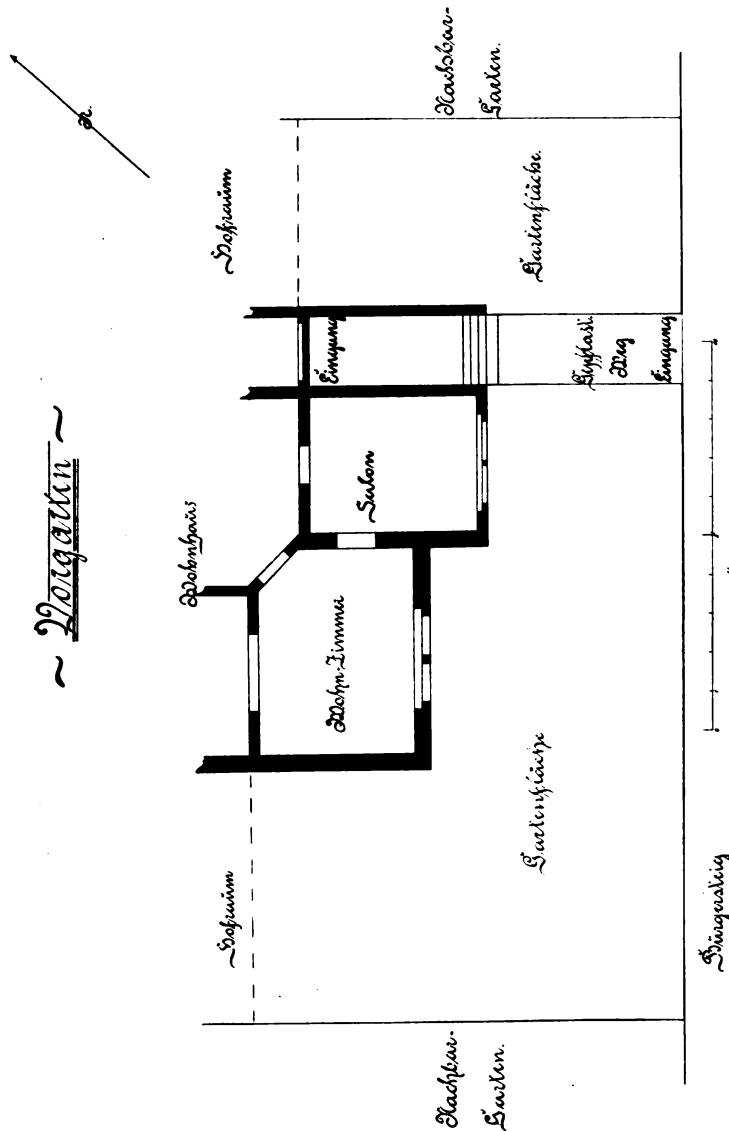 ~ Vorgarten ~
N.
Hofraum
Wohnhaus
Hofraum
Nachbar-
Garten.
Wohn-Zimmer
Salon
Eingang
Nachbar-
Garten.
Gartenfläche
Gartenfläche.
Weg
Eingang
Bürgersteig